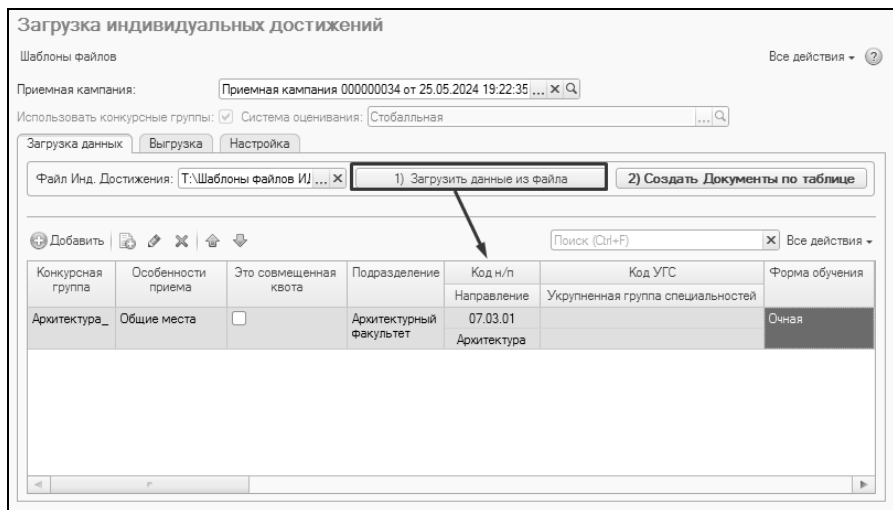 Загрузка индивидуальных достижений
Шаблоны файлов
Все действия
Приемная кампания: Приемная кампания 000000034 от 25.05.2024 19:22:35 ...
Использовать конкурсные группы: Система оценивания: Стобалльная ...
Загрузка данных Выгрузка Настройка
Файл Инд. Достижения: T:\Шаблоны файлов ИД ... 1) Загрузить данные из файла 2) Создать Документы по таблице
Добавить Поиск (Ctrl+F) Все действия
Конкурсная группа Особенности приема Это совмещенная квота Подразделение Код н/п Код УГС Форма обучения
Направление Укрупненная группа специальностей
Архитектура_ Общие места Архитектурный факультет 07.03.01 Очная
Архитектура